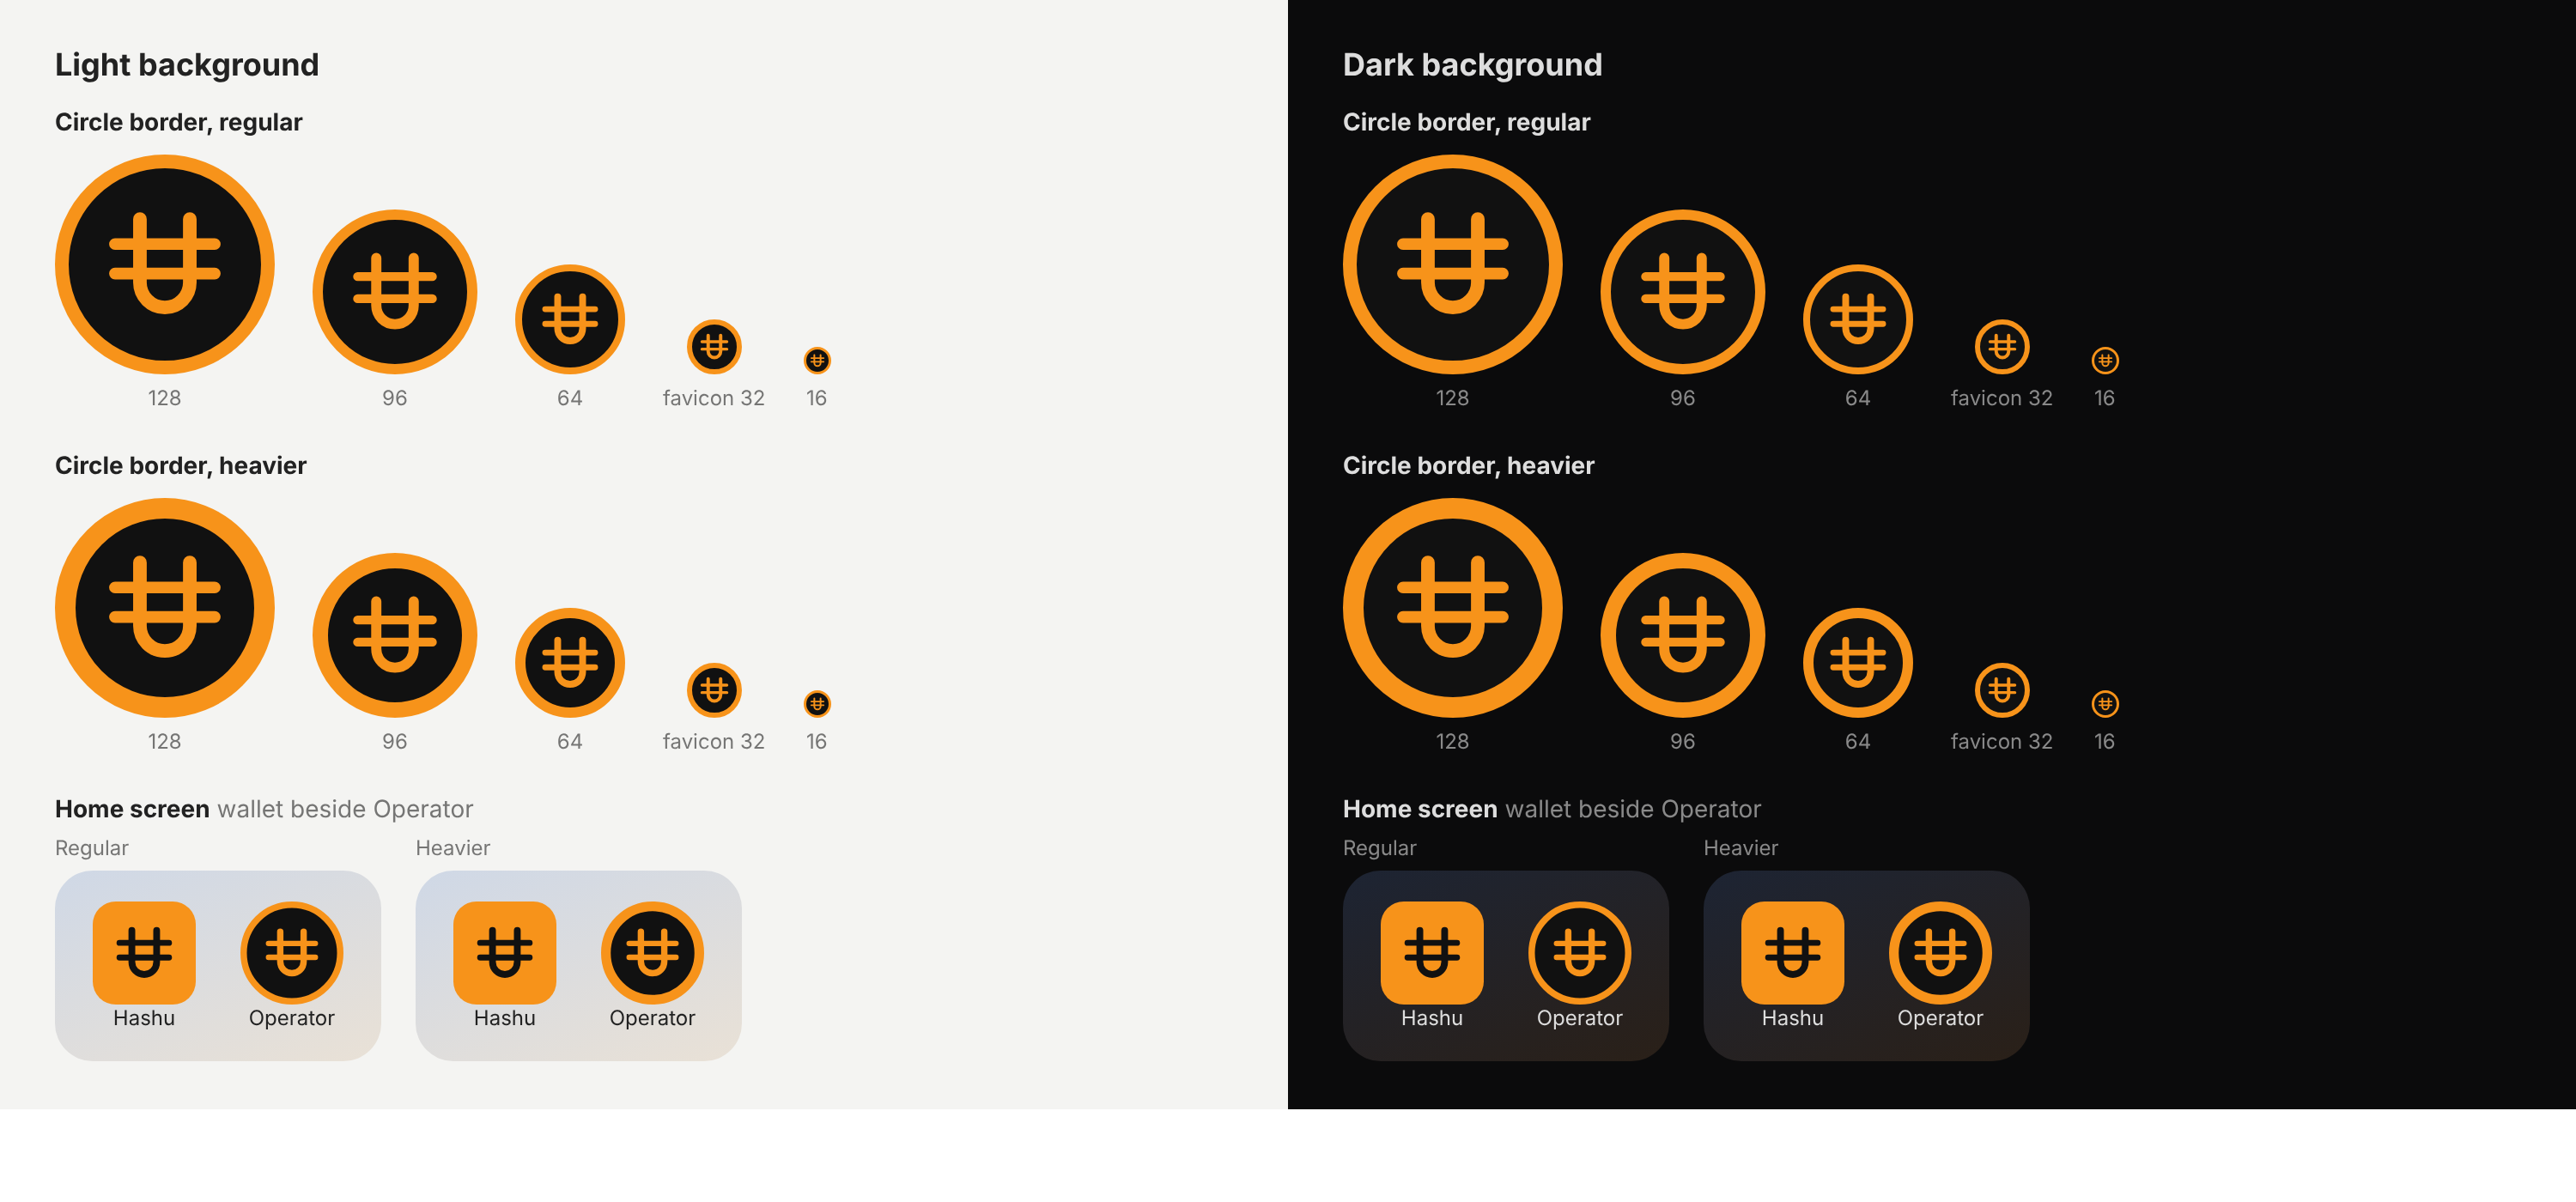 Light background
Circle border, regular
128 96 64 favicon 32 16
Circle border, heavier
128 96 64 favicon 32 16
Home screen wallet beside Operator
Regular Heavier
Hashu Operator Hashu Operator
Dark background
Circle border, regular
128 96 64 favicon 32 16
Circle border, heavier
128 96 64 favicon 32 16
Home screen wallet beside Operator
Regular Heavier
Hashu Operator Hashu Operator